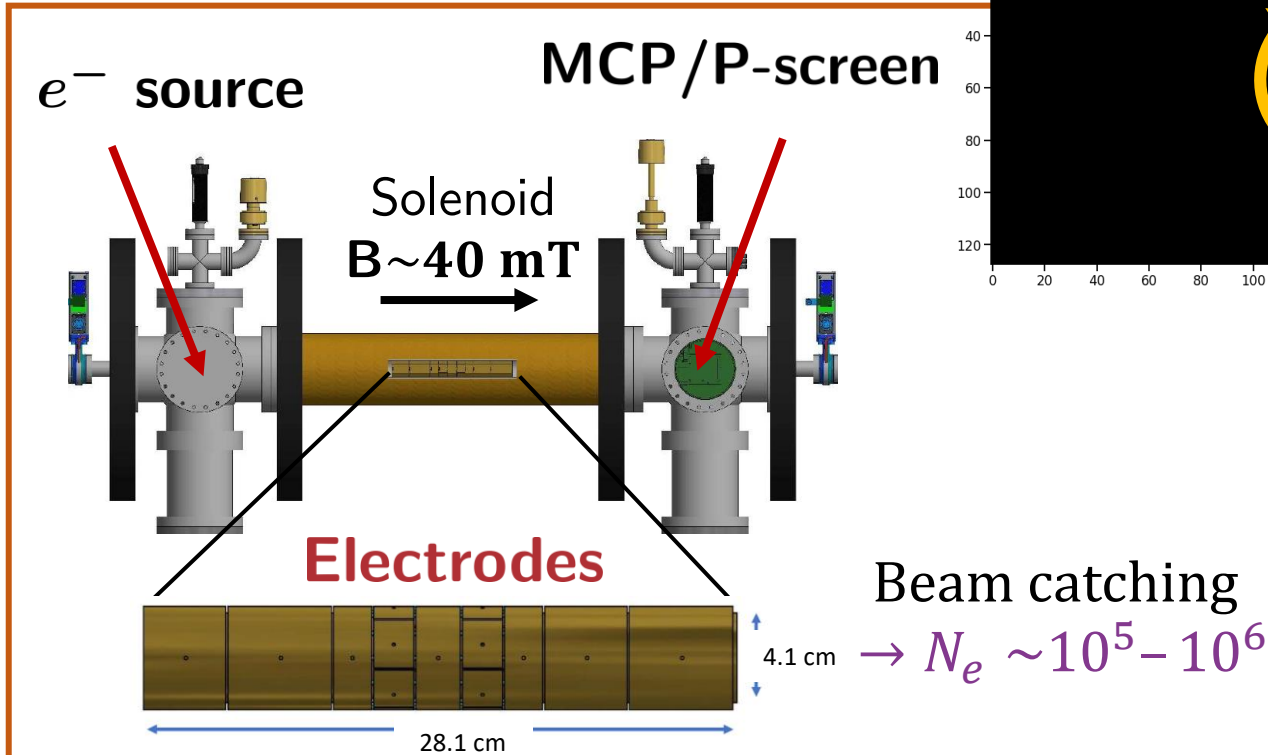 e⁻ source
MCP/P-screen
Solenoid
B~40 mT
Electrodes
4.1 cm
28.1 cm
Beam catching
→ Nₑ ~10⁵– 10⁶
40
60
80
100
120
0 20 40 60 80 100